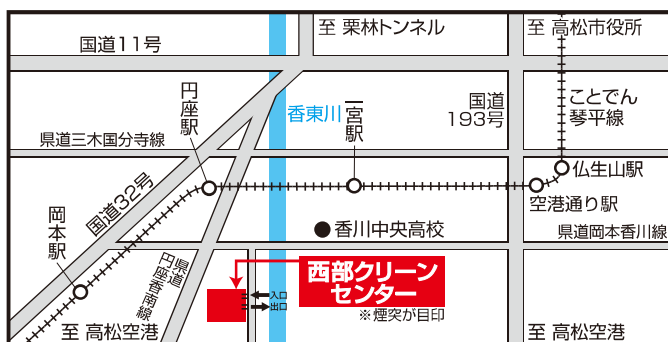 至 栗林トンネル
至 高松市役所
国道11号
円座駅
香東川
一宮駅
国道
193号
ことでん
琴平線
県道三木国分寺線
国道32号
仏生山駅
空港通り駅
岡本駅
香川中央高校
県道岡本香川線
県道
円座香南線
西部クリーン
センター
入口
出口
※煙突が目印
至 高松空港
至 高松空港